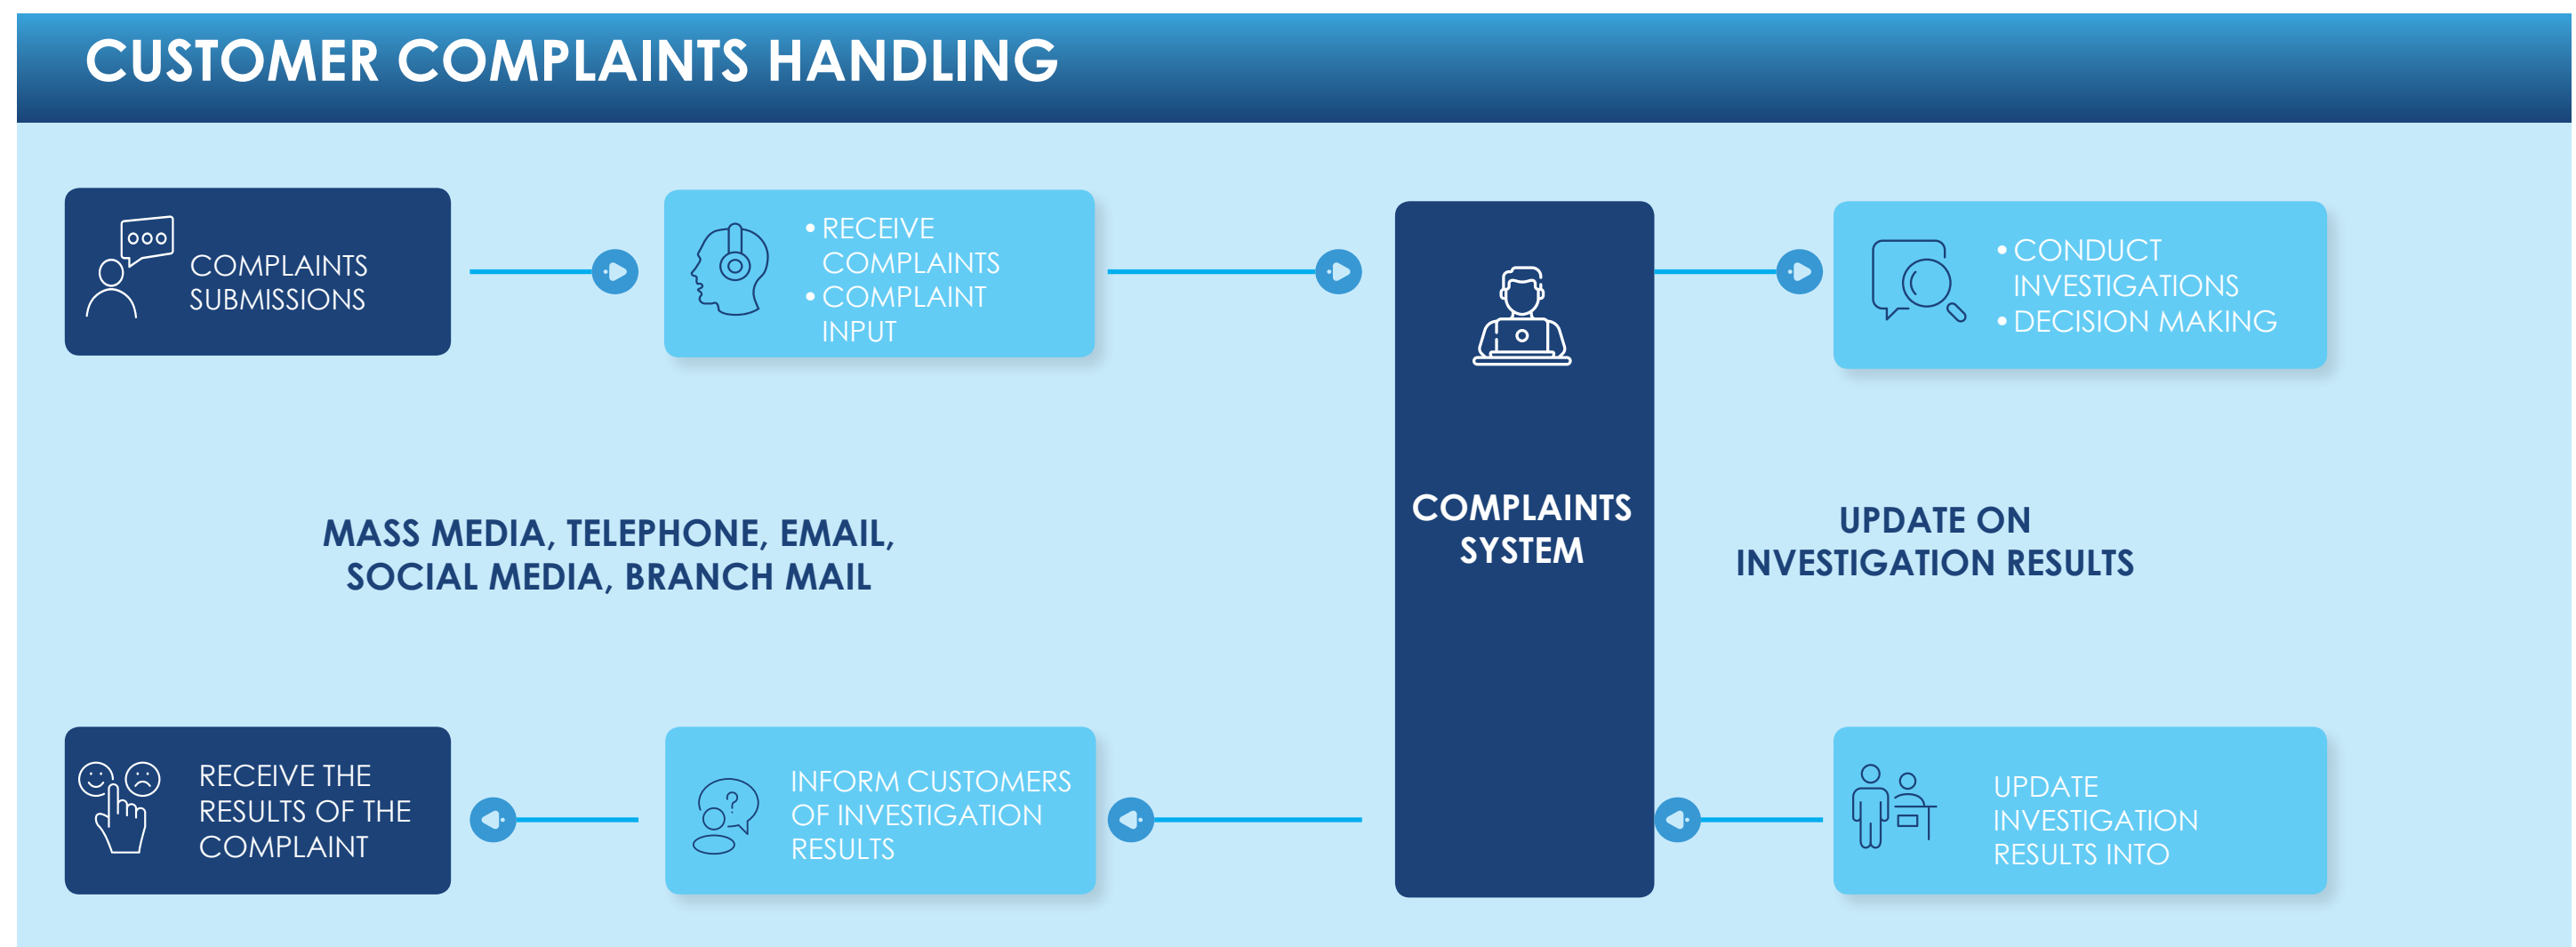 CUSTOMER COMPLAINTS HANDLING
COMPLAINTS
SUBMISSIONS
• RECEIVE
COMPLAINTS
• COMPLAINT
INPUT
COMPLAINTS
SYSTEM
• CONDUCT
INVESTIGATIONS
• DECISION MAKING
MASS MEDIA, TELEPHONE, EMAIL,
SOCIAL MEDIA, BRANCH MAIL
UPDATE ON
INVESTIGATION RESULTS
RECEIVE THE
RESULTS OF THE
COMPLAINT
INFORM CUSTOMERS
OF INVESTIGATION
RESULTS
UPDATE
INVESTIGATION
RESULTS INTO